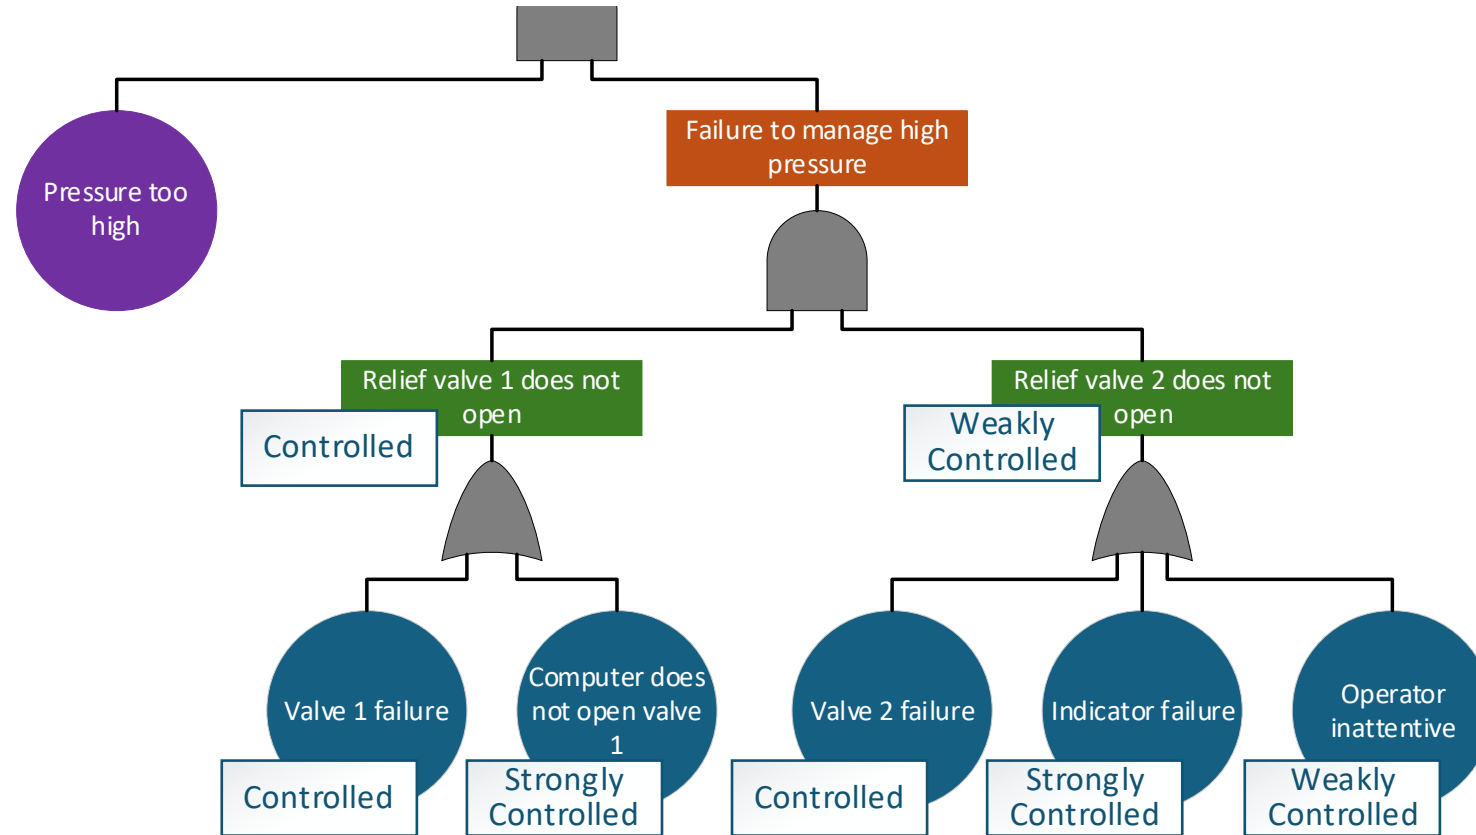 Failure to manage high
pressure
Pressure too
high
Relief valve 1 does not
open
Controlled
Relief valve 2 does not
open
Weakly
Controlled
Valve 1 failure
Controlled
Computer does
not open valve
1
Strongly
Controlled
Valve 2 failure
Controlled
Indicator failure
Strongly
Controlled
Operator
inattentive
Weakly
Controlled